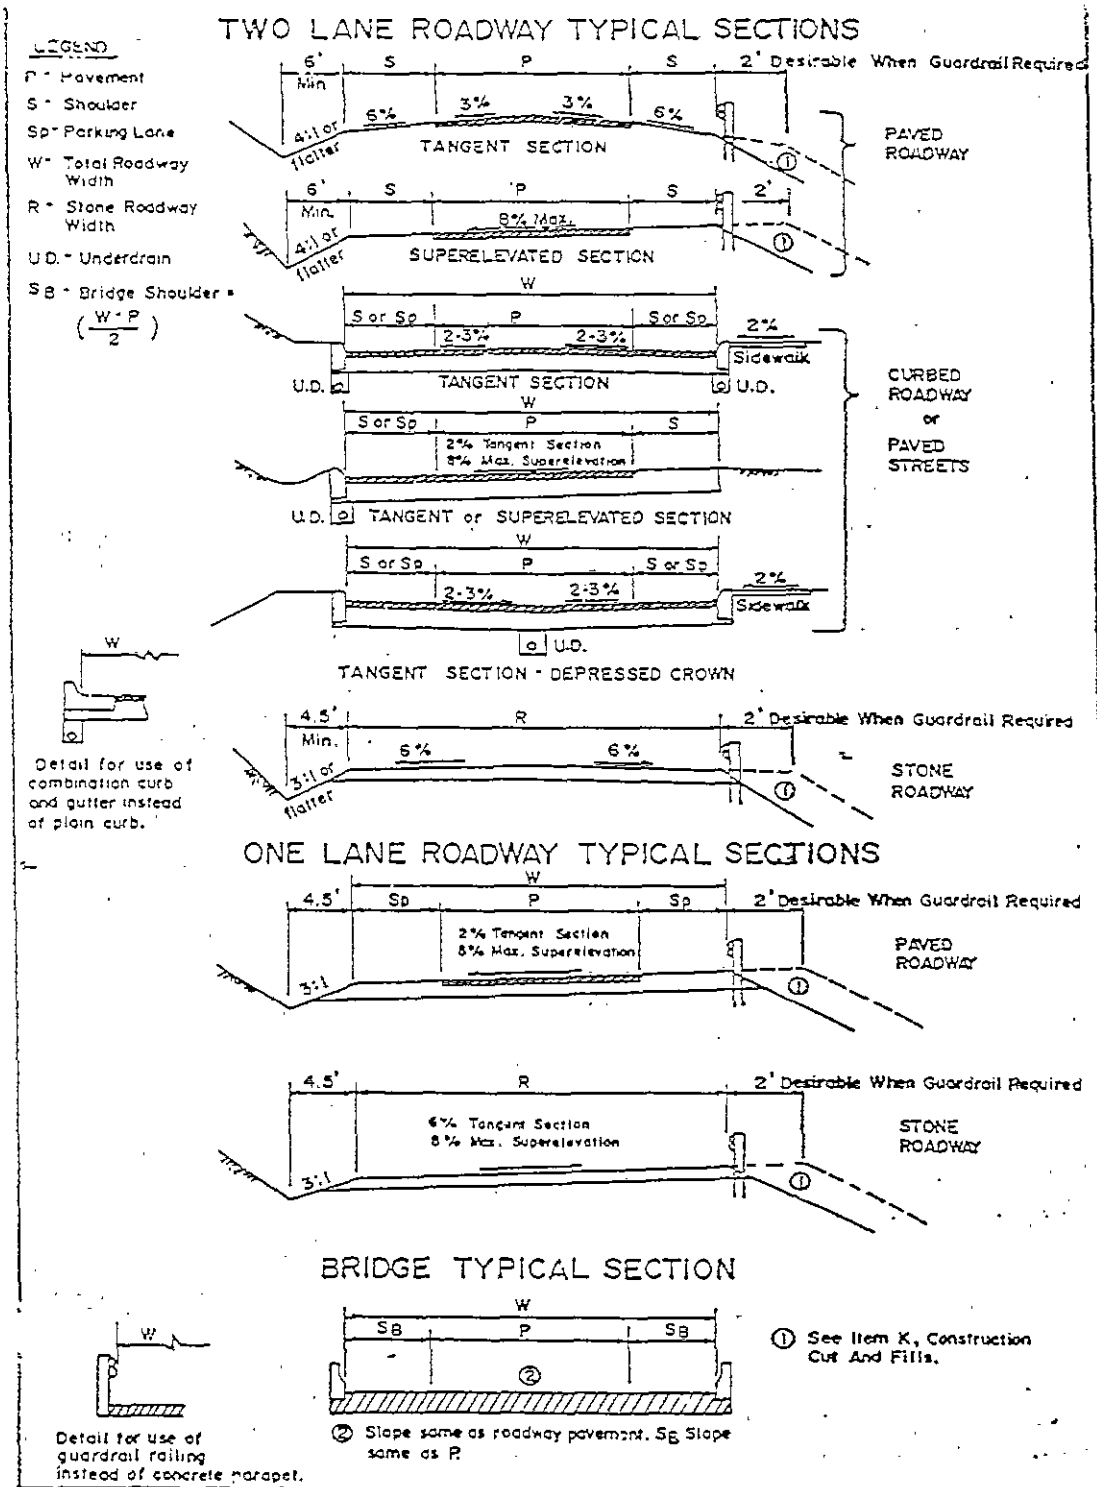 TWO LANE ROADWAY TYPICAL SECTIONS
LEGEND
P - Pavement
S - Shoulder
Sp - Parking Lane
W - Total Roadway
Width
R - Stone Roadway
Width
U.D. - Underdrain
SB - Bridge Shoulder =
( W - P / 2 )
6' S P S 2' Desirable When Guardrail Required
Min.
6% 3% 3% 6%
4:1 or
flatter
TANGENT SECTION
①
PAVED
ROADWAY
6' S P S 2'
Min.
8% Max.
4:1 or
flatter
SUPERELEVATED SECTION
①
W
S or Sp P S or Sp
2-3% 2-3% 2%
Sidewalk
U.D. TANGENT SECTION U.D.
CURBED
ROADWAY
or
PAVED
STREETS
W
S or Sp P S
2% Tangent Section
8% Max. Superelevation
U.D. TANGENT or SUPERELEVATED SECTION
W
S or Sp P S or Sp
2-3% 2-3% 2%
Sidewalk
U.D.
TANGENT SECTION - DEPRESSED CROWN
W
Detail for use of
combination curb
and gutter instead
of plain curb.
4.5' R 2' Desirable When Guardrail Required
Min.
6% 6%
3:1 or
flatter
①
STONE
ROADWAY
ONE LANE ROADWAY TYPICAL SECTIONS
W
4.5' Sp P Sp 2' Desirable When Guardrail Required
2% Tangent Section
8% Max. Superelevation
3:1
①
PAVED
ROADWAY
4.5' R 2' Desirable When Guardrail Required
6% Tangent Section
8% Max. Superelevation
3:1
①
STONE
ROADWAY
BRIDGE TYPICAL SECTION
W
SB P SB
②
② Slope same as roadway pavement. SB Slope
same as P.
① See Item K, Construction
Cut And Fills.
W
Detail for use of
guardrail railing
instead of concrete parapet.